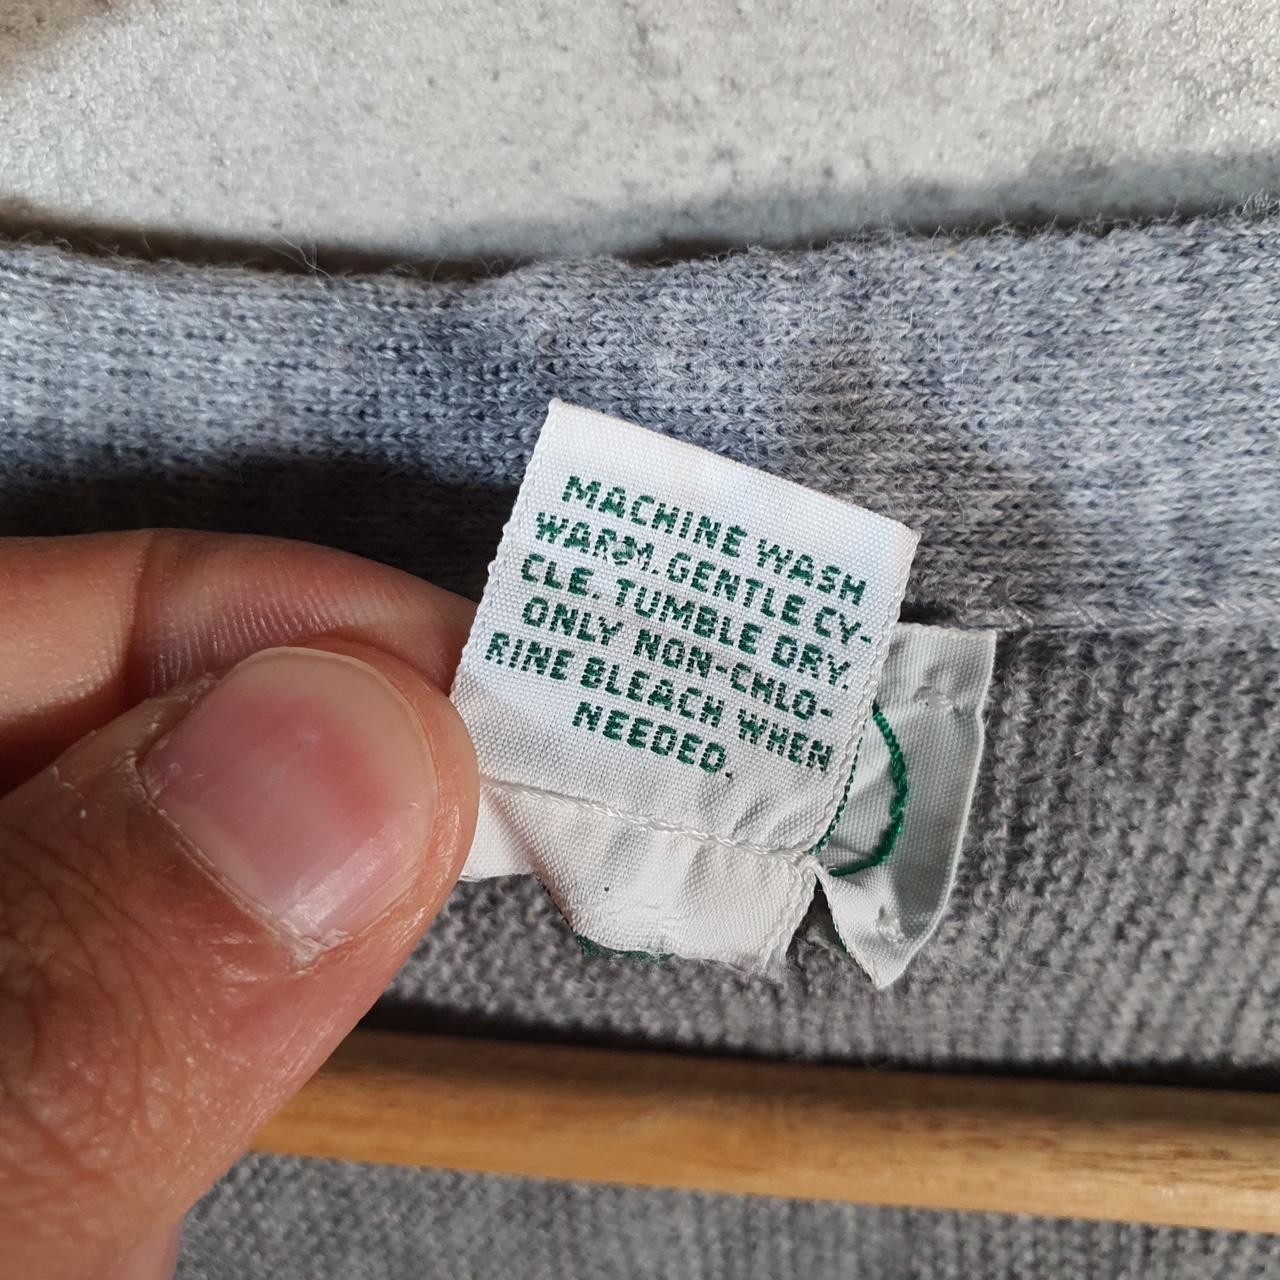 MACHINE WASH
WARM. GENTLE CY-
CLE. TUMBLE DRY.
ONLY NON-CHLO-
RINE BLEACH WHEN
NEEDED.